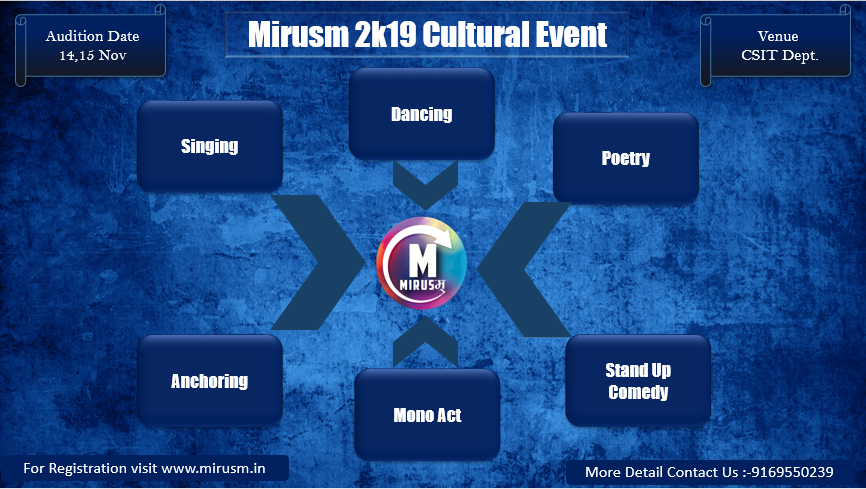 Audition Date
14,15 Nov
Mirusm 2k19 Cultural Event
Venue
CSIT Dept.
Singing
Dancing
Poetry
M
MIRUSम्
Anchoring
Mono Act
Stand Up
Comedy
For Registration visit www.mirusm.in
More Detail Contact Us :-9169550239